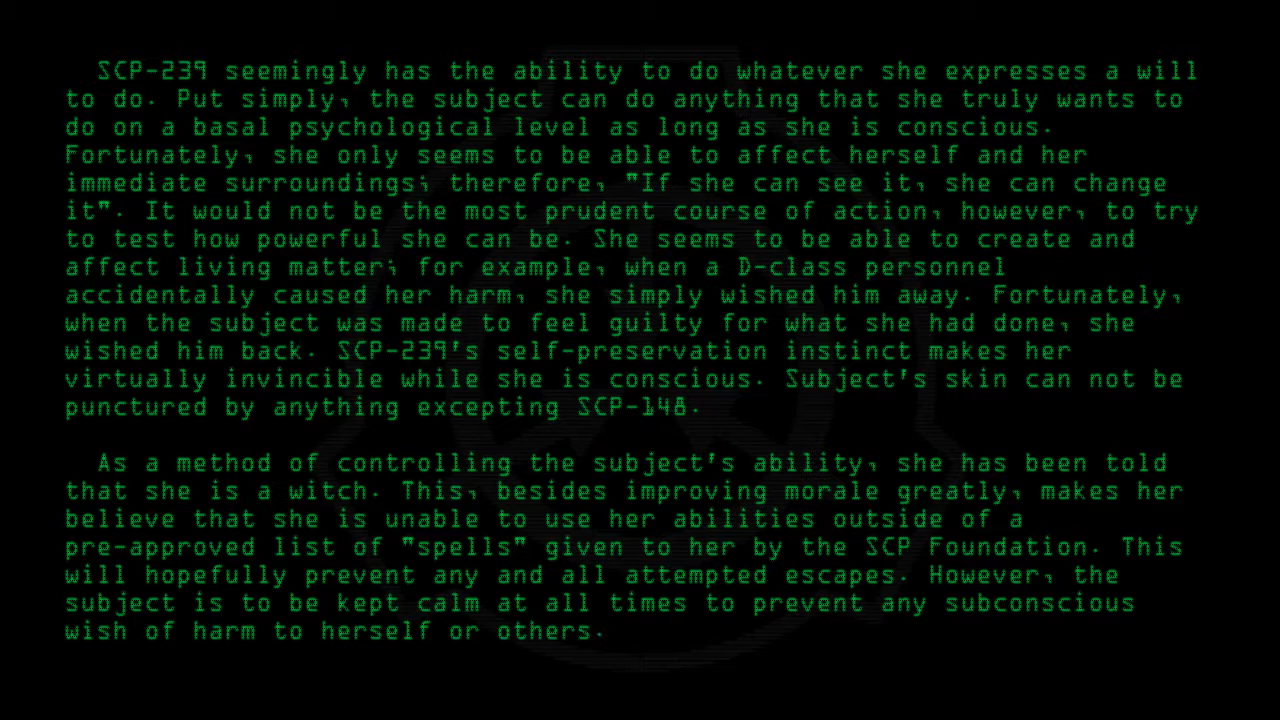 SCP-239 seemingly has the ability to do whatever she expresses a will
to do. Put simply, the subject can do anything that she truly wants to
do on a basal psychological level as long as she is conscious.
Fortunately, she only seems to be able to affect herself and her
immediate surroundings; therefore, "If she can see it, she can change
it". It would not be the most prudent course of action, however, to try
to test how powerful she can be. She seems to be able to create and
affect living matter; for example, when a D-class personnel
accidentally caused her harm, she simply wished him away. Fortunately,
when the subject was made to feel guilty for what she had done, she
wished him back. SCP-239's self-preservation instinct makes her
virtually invincible while she is conscious. Subject's skin can not be
punctured by anything excepting SCP-148.
As a method of controlling the subject's ability, she has been told
that she is a witch. This, besides improving morale greatly, makes her
believe that she is unable to use her abilities outside of a
pre-approved list of "spells" given to her by the SCP Foundation. This
will hopefully prevent any and all attempted escapes. However, the
subject is to be kept calm at all times to prevent any subconscious
wish of harm to herself or others.